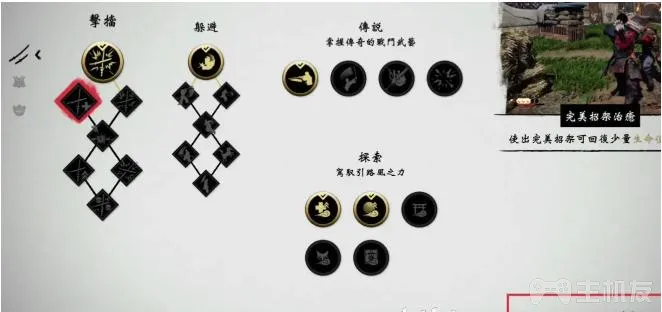 擊擋
躲避
傳說
掌握傳奇的戰鬥武藝
探索
駕馭引路風之力
完美招架治癒
使出完美招架可回復少量生命值
主机友